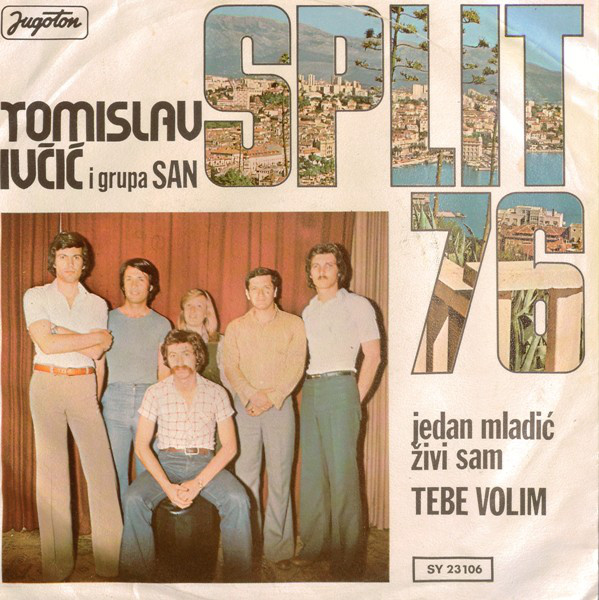 Jugoton
TOMISLAV
IVČIĆ i grupa SAN
SPLIT
76
jedan mladić
živi sam
TEBE VOLIM
SY 23106